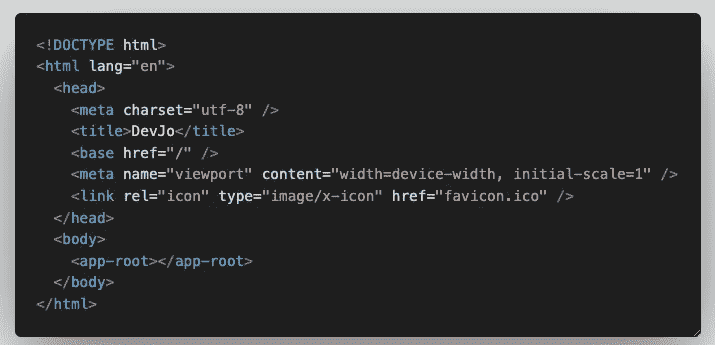 <!DOCTYPE html>
<html lang="en">
  <head>
    <meta charset="utf-8" />
    <title>DevJo</title>
    <base href="/" />
    <meta name="viewport" content="width=device-width, initial-scale=1" />
    <link rel="icon" type="image/x-icon" href="favicon.ico" />
  </head>
  <body>
    <app-root></app-root>
  </body>
</html>